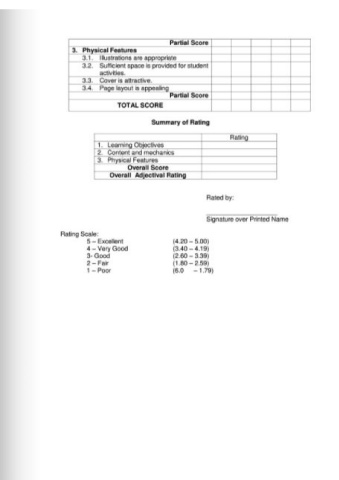 Partial Score
3. Physical Features
3.1. Illustrations are appropriate
3.2. Sufficient space is provided for student
activities.
3.3. Cover is attractive.
3.4. Page layout is appealing
Partial Score
TOTAL SCORE
Summary of Rating
Rating
1. Learning Objectives
2. Content and mechanics
3. Physical Features
Overall Score
Overall Adjectival Rating
Rated by:
Signature over Printed Name
Rating Scale:
5 – Excellent (4.20 – 5.00)
4 – Very Good (3.40 – 4.19)
3- Good (2.60 – 3.39)
2 – Fair (1.80 – 2.59)
1 – Poor (6.0 – 1.79)